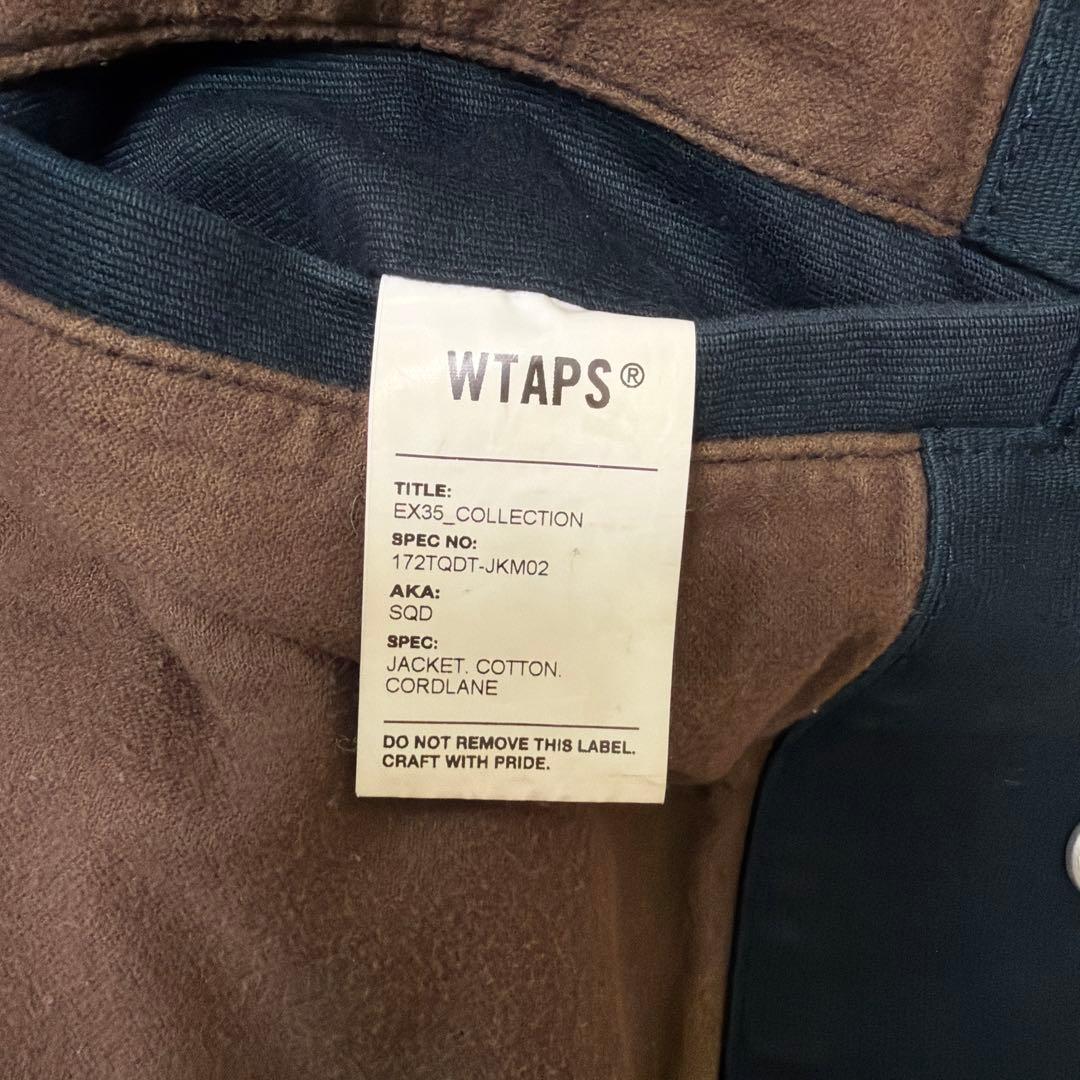 WTAPS®
TITLE:
EX35_COLLECTION
SPEC NO:
172TQDT-JKM02
AKA:
SQD
SPEC:
JACKET. COTTON.
CORDLANE
DO NOT REMOVE THIS LABEL.
CRAFT WITH PRIDE.